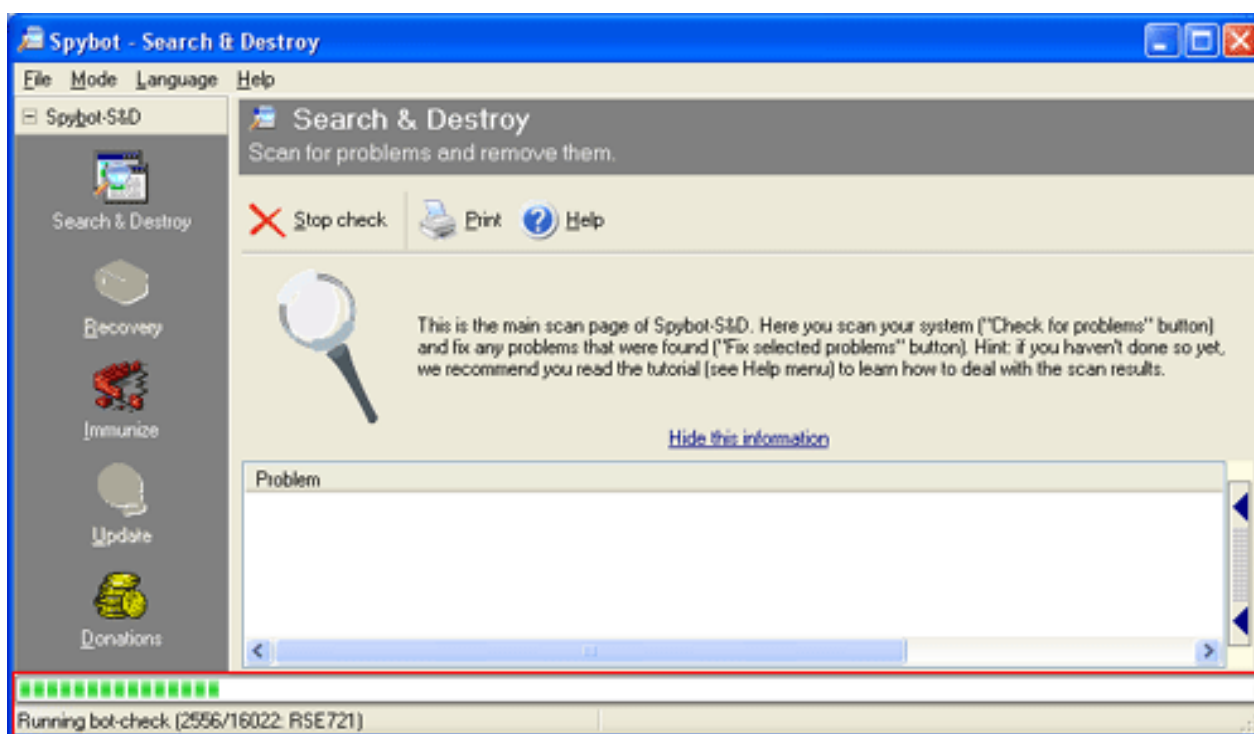 Spybot - Search & Destroy
File Mode Language Help
Spybot-S&D
Search & Destroy
Scan for problems and remove them.
Search & Destroy
Stop check Print Help
Recovery
This is the main scan page of Spybot-S&D. Here you scan your system ("Check for problems" button)
and fix any problems that were found ("Fix selected problems" button). Hint: if you haven't done so yet,
we recommend you read the tutorial (see Help menu) to learn how to deal with the scan results.
Immunize
Hide this information
Problem
Update
Donations
Running bot-check (2556/16022: RSE721)